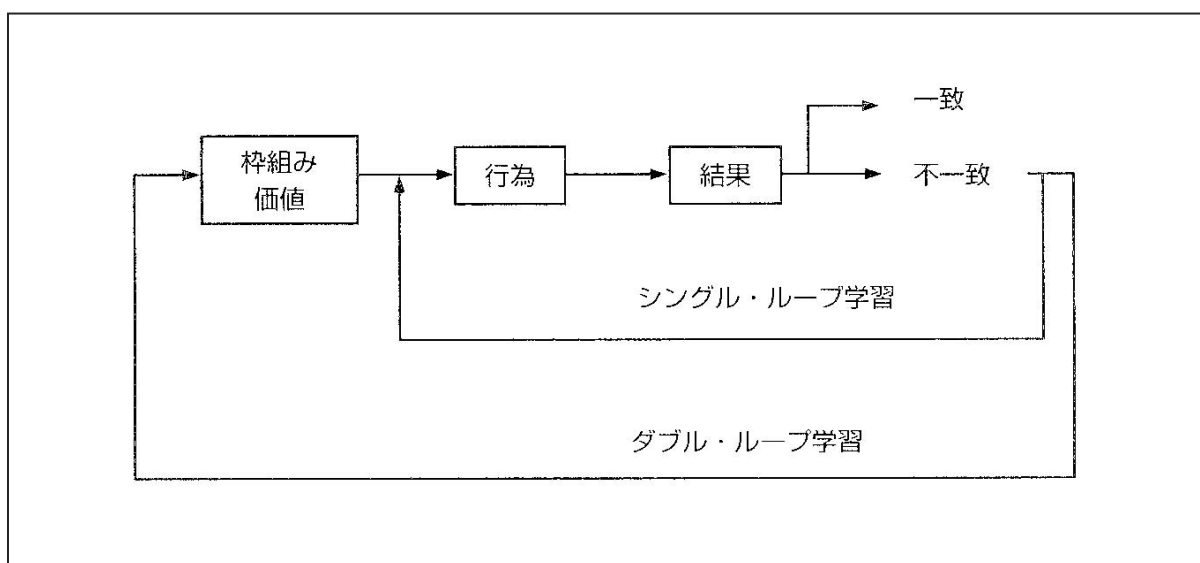 一致
枠組み
価値
行為
結果
不一致
シングル・ループ学習
ダブル・ループ学習